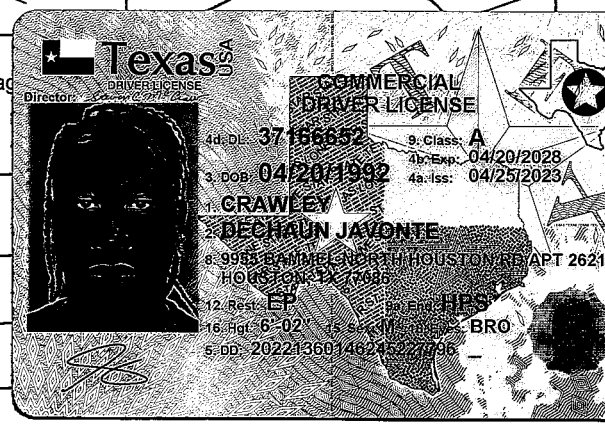 Texas USA
DRIVER LICENSE
COMMERCIAL
DRIVER LICENSE
Director:
4d. DL: 37166652 9. Class: A
4b. Exp: 04/20/2028
3. DOB: 04/20/1992 4a. Iss: 04/25/2023
1. CRAWLEY
2. DECHAUN JAVONTE
8. 9955 BAMMEL NORTH HOUSTON RD APT 2621
HOUSTON, TX
12. Rest: EP 9a. End: HPS
16. Hgt: 6'-02" 15. Sex: M 18. Eyes: BRO
5. DD: